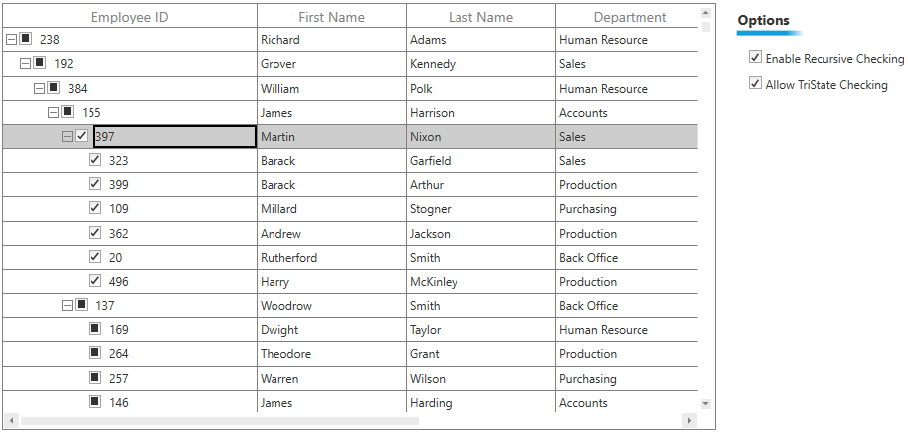 Employee ID First Name Last Name Department
238 Richard Adams Human Resource
192 Grover Kennedy Sales
384 William Polk Human Resource
155 James Harrison Accounts
397 Martin Nixon Sales
323 Barack Garfield Sales
399 Barack Arthur Production
109 Millard Stogner Purchasing
362 Andrew Jackson Production
20 Rutherford Smith Back Office
496 Harry McKinley Production
137 Woodrow Smith Back Office
169 Dwight Taylor Human Resource
264 Theodore Grant Production
257 Warren Wilson Purchasing
146 James Harding Accounts
Options
Enable Recursive Checking
Allow TriState Checking